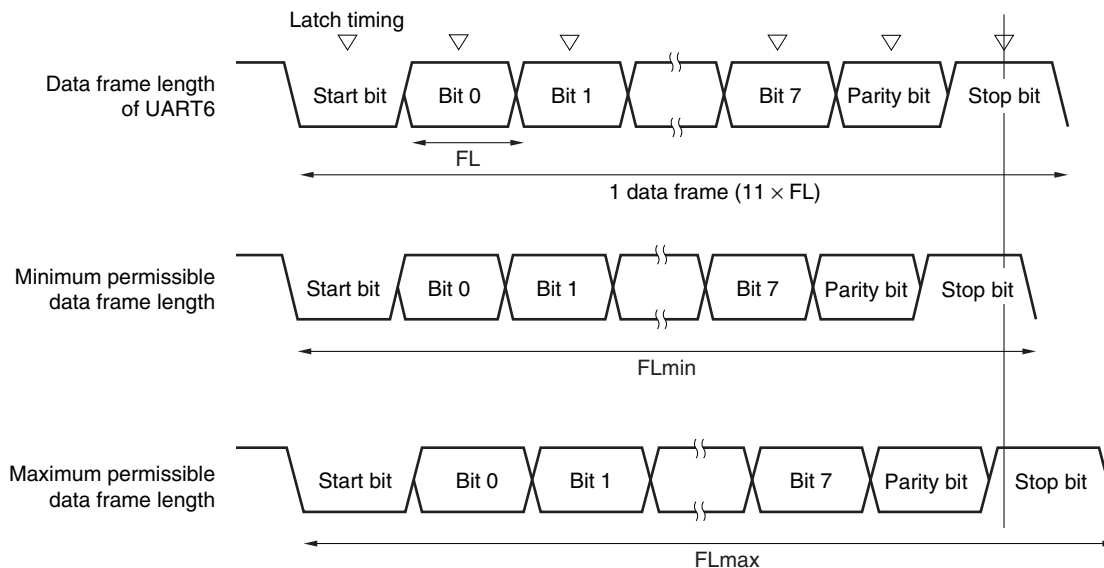 Latch timing
Data frame length
of UART6
Start bit
Bit 0
Bit 1
Bit 7
Parity bit
Stop bit
FL
1 data frame (11 × FL)
Minimum permissible
data frame length
Start bit
Bit 0
Bit 1
Bit 7
Parity bit
Stop bit
FLmin
Maximum permissible
data frame length
Start bit
Bit 0
Bit 1
Bit 7
Parity bit
Stop bit
FLmax